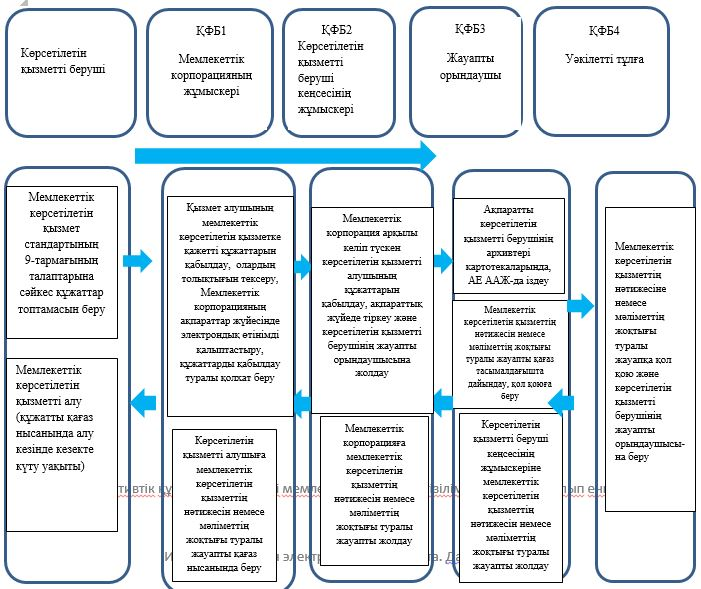 Көрсетілетін
қызметті беруші
ҚФБ1
Мемлекеттік
корпорацияның
жұмыскері
ҚФБ2
Көрсетілетін
қызметті
беруші
кеңсесінің
жұмыскері
ҚФБ3
Жауапты
орындаушы
ҚФБ4
Уәкілетті тұлға
Мемлекеттік
көрсетілетін
қызмет
стандартының
9-тармағының
талаптарына
сәйкес құжаттар
топтамасын беру
Қызмет алушының
мемлекеттік
көрсетілетін қызметке
қажетті құжаттарын
қабылдау, олардың
толықтығын тексеру,
Мемлекеттік
корпорацияның
ақпараттар жүйесінде
электрондық өтінімді
қалыптастыру,
құжаттарды қабылдау
туралы қолхат беру
Мемлекеттік
корпорация арқылы
келіп түскен
көрсетілетін қызметті
алушының
құжаттарын
қабылдау, ақпараттық
жүйеде тіркеу және
көрсетілетін қызметті
берушінің жауапты
орындаушысына
жолдау
Ақпаратты
көрсетілетін
қызметті берушінің
архивтері
картотекаларында,
АЕ ААЖ-да іздеу
Мемлекеттік
көрсетілетін қызметтің
нәтижесін немесе
мәліметтің жоқтығы
туралы жауапты қағаз
тасымалдағышта
дайындау, қол қоюға
беру
Мемлекеттік
көрсетілетін
қызметтің
нәтижесіне
немесе
мәліметтің
жоқтығы
туралы
жауапқа қол
қою және
көрсетілетін
қызметті
берушінің
жауапты
орындаушысы-
на беру
Мемлекеттік
көрсетілетін
қызметті алу
(құжатты қағаз
нысанында алу
кезінде кезекте
күту уақыты)
Көрсетілетін
қызметті алушыға
мемлекеттік
көрсетілетін
қызметтің
нәтижесін немесе
мәліметтің
жоқтығы туралы
жауапты қағаз
нысанында беру
Мемлекеттік
корпорацияға
мемлекеттік
көрсетілетін
қызметтің
нәтижесін немесе
мәліметтің
жоқтығы туралы
жауапты жолдау
Көрсетілетін
қызметті беруші
кеңсесінің
жұмыскеріне
мемлекеттік
көрсетілетін
қызметтің
нәтижесін немесе
мәліметтің
жоқтығы туралы
жауапты жолдау